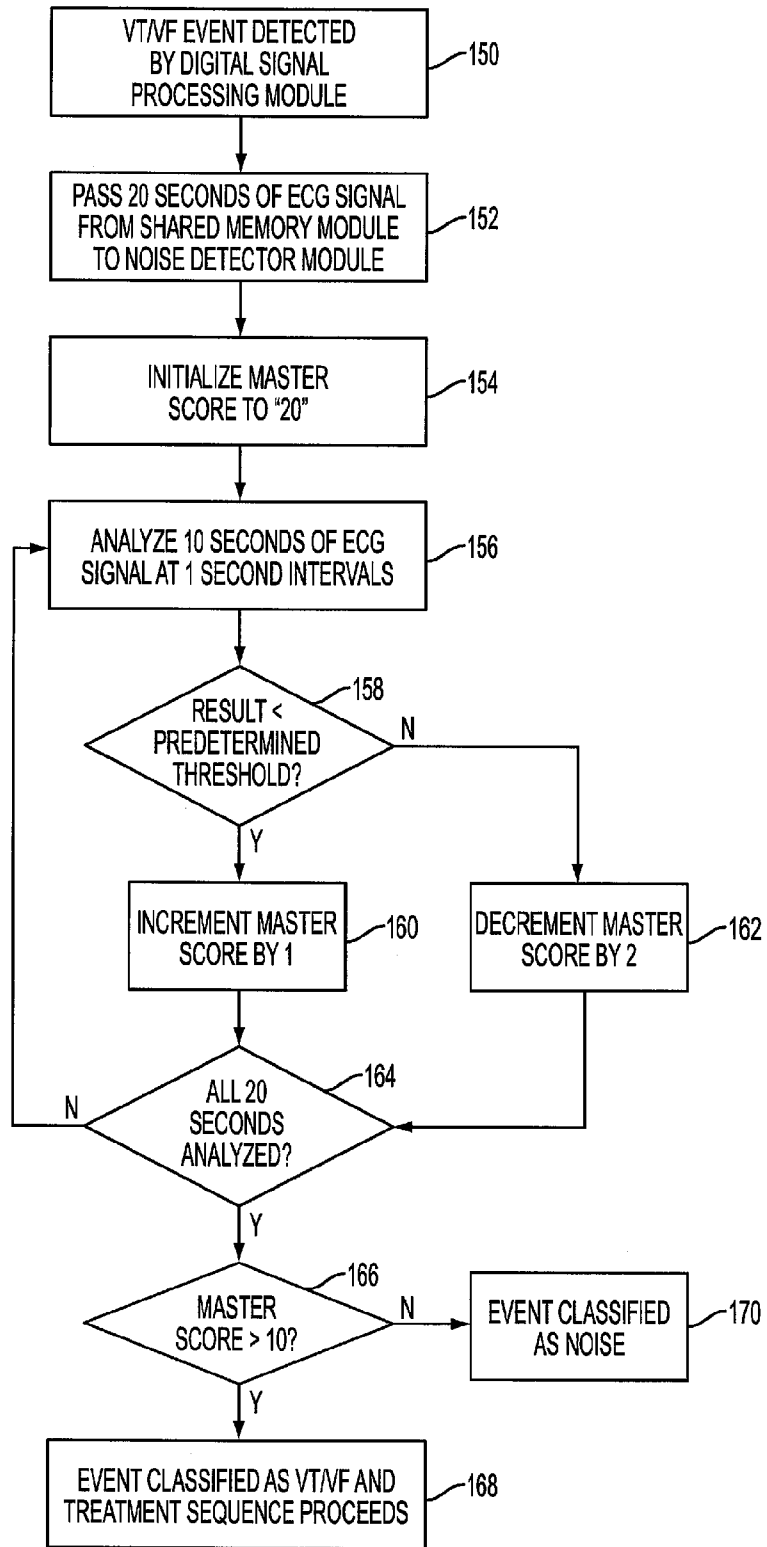 VT/VF EVENT DETECTED
BY DIGITAL SIGNAL
PROCESSING MODULE
150
PASS 20 SECONDS OF ECG SIGNAL
FROM SHARED MEMORY MODULE
TO NOISE DETECTOR MODULE
152
INITIALIZE MASTER
SCORE TO "20"
154
ANALYZE 10 SECONDS OF ECG
SIGNAL AT 1 SECOND INTERVALS
156
158
RESULT <
PREDETERMINED
THRESHOLD?
N
Y
INCREMENT MASTER
SCORE BY 1
160
DECREMENT MASTER
SCORE BY 2
162
164
ALL 20
SECONDS
ANALYZED?
N
Y
166
MASTER
SCORE > 10?
N
EVENT CLASSIFIED
AS NOISE
170
Y
EVENT CLASSIFIED AS VT/VF AND
TREATMENT SEQUENCE PROCEEDS
168